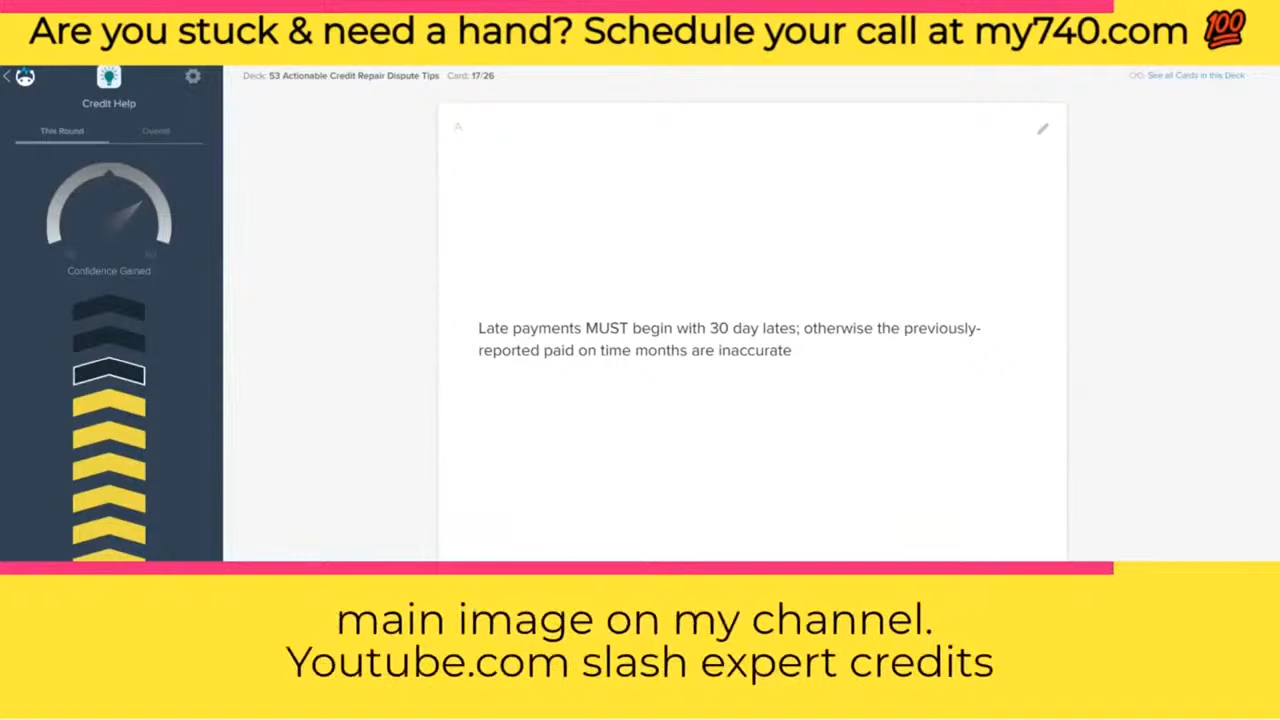 Are you stuck & need a hand? Schedule your call at my740.com 💯
Deck: 53 Actionable Credit Repair Dispute Tips Card: 17/26
See all Cards in this Deck
Credit Help
This Round Overall
Confidence Gained
A
Late payments MUST begin with 30 day lates; otherwise the previously-
reported paid on time months are inaccurate
main image on my channel.
Youtube.com slash expert credits